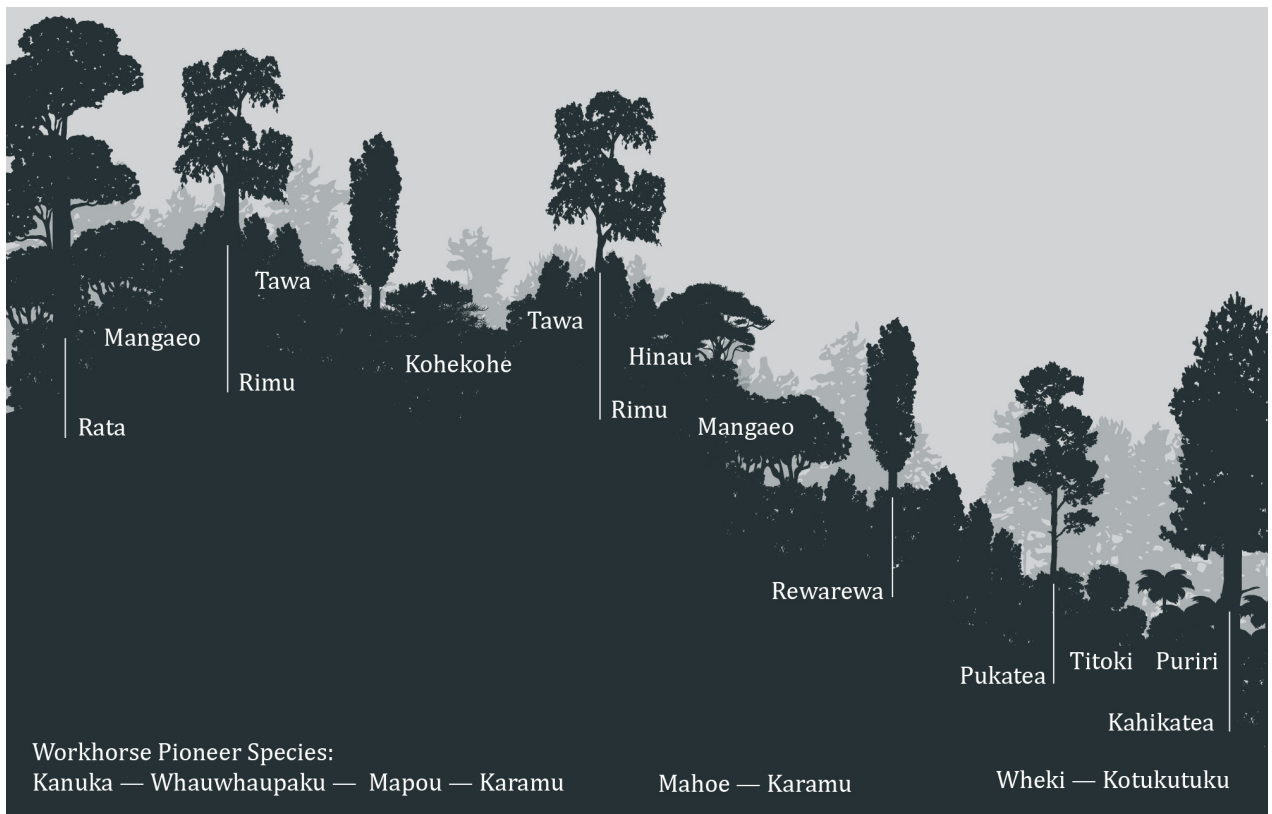 Tawa
Mangaeo
Rimu
Rata
Kohekohe
Tawa
Hinau
Rimu
Mangaeo
Rewarewa
Pukatea
Titoki
Puriri
Kahikatea
Workhorse Pioneer Species:
Kanuka — Whauwhaupaku — Mapou — Karamu
Mahoe — Karamu
Wheki — Kotukutuku